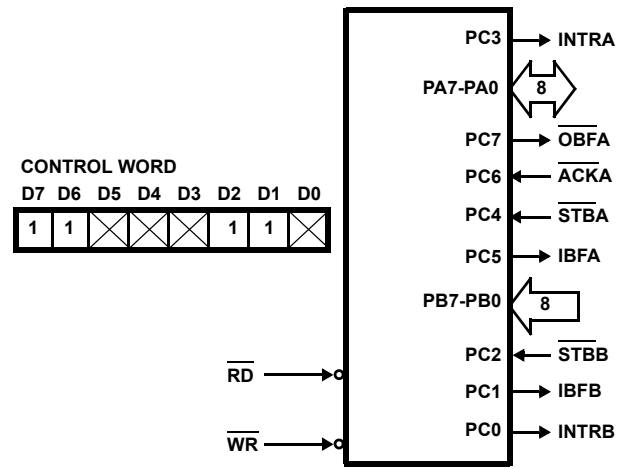 PC3 INTRA
PA7-PA0 8
PC7 OBFA
CONTROL WORD
PC6 ACKA
D7 D6 D5 D4 D3 D2 D1 D0
PC4 STBA
1 1 1 1
PC5 IBFA
PB7-PB0 8
PC2 STBB
RD
PC1 IBFB
PC0 INTRB
WR